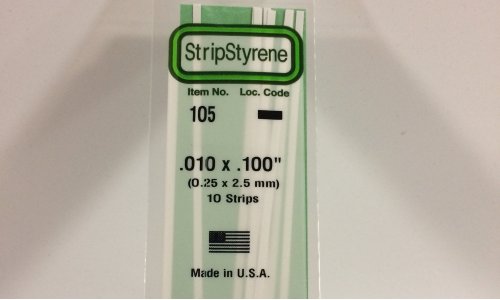 StripStyrene
Item No. Loc. Code
105
.010 x .100"
(0.25 x 2.5 mm)
10 Strips
Made in U.S.A.